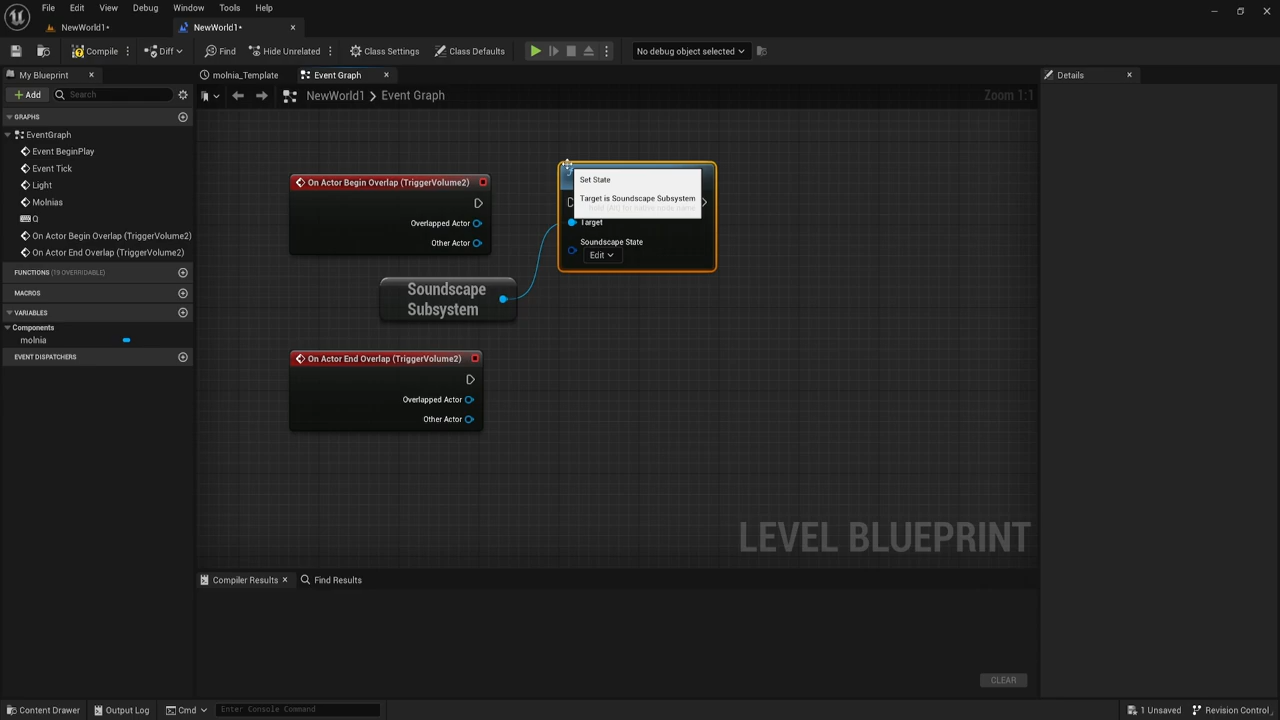 File Edit View Debug Window Tools Help
NewWorld1• NewWorld1•
Compile Diff Find Hide Unrelated Class Settings Class Defaults No debug object selected
My Blueprint molnia_Template Event Graph Details
Add Search NewWorld1 Event Graph Zoom 1:1
GRAPHS
EventGraph
Event BeginPlay
Event Tick
Light
Molnias
Q
On Actor Begin Overlap (TriggerVolume2)
On Actor End Overlap (TriggerVolume2)
FUNCTIONS (19 OVERRIDABLE)
MACROS
VARIABLES
Components
molnia
EVENT DISPATCHERS
On Actor Begin Overlap (TriggerVolume2)
Overlapped Actor
Other Actor
Set State
Target is Soundscape Subsystem
Target
Soundscape State
Edit
Soundscape
Subsystem
On Actor End Overlap (TriggerVolume2)
Overlapped Actor
Other Actor
LEVEL BLUEPRINT
Compiler Results Find Results
CLEAR
Content Drawer Output Log Cmd Enter Console Command 1 Unsaved Revision Control